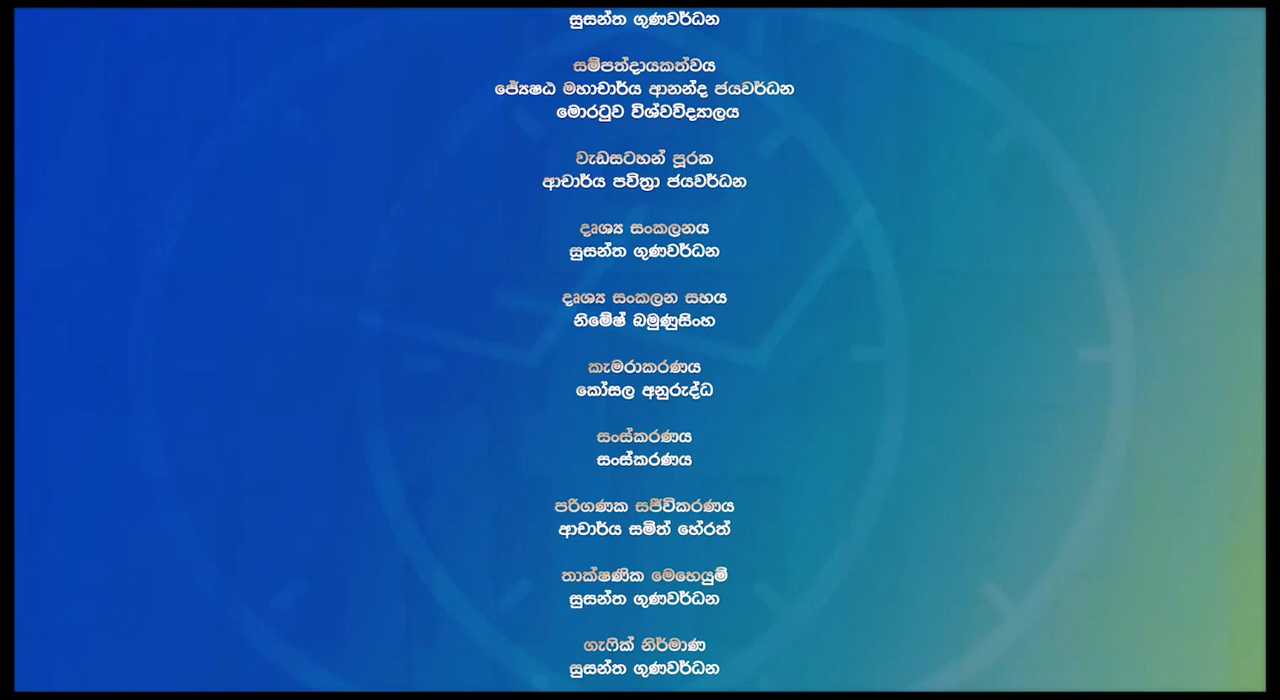 සුසන්ත ගුණවර්ධන
සම්පත්දායකත්වය
ජ්‍යෙෂඨ මහාචාර්ය ආනන්ද ජයවර්ධන
මොරටුව විශ්වවිද්‍යාලය
වැඩසටහන් පූරක
ආචාර්ය පවිත්‍රා ජයවර්ධන
දෘශ්‍ය සංකලනය
සුසන්ත ගුණවර්ධන
දෘශ්‍ය සංකලන සහය
නිමේෂ් බමුණුසිංහ
කැමරාකරණය
කෝසල අනුරුද්ධ
සංස්කරණය
සංස්කරණය
පරිගණක සජීවිකරණය
ආචාර්ය සමිත් හේරත්
තාක්ෂණික මෙහෙයුම්
සුසන්ත ගුණවර්ධන
ගැෆික් නිර්මාණ
සුසන්ත ගුණවර්ධන